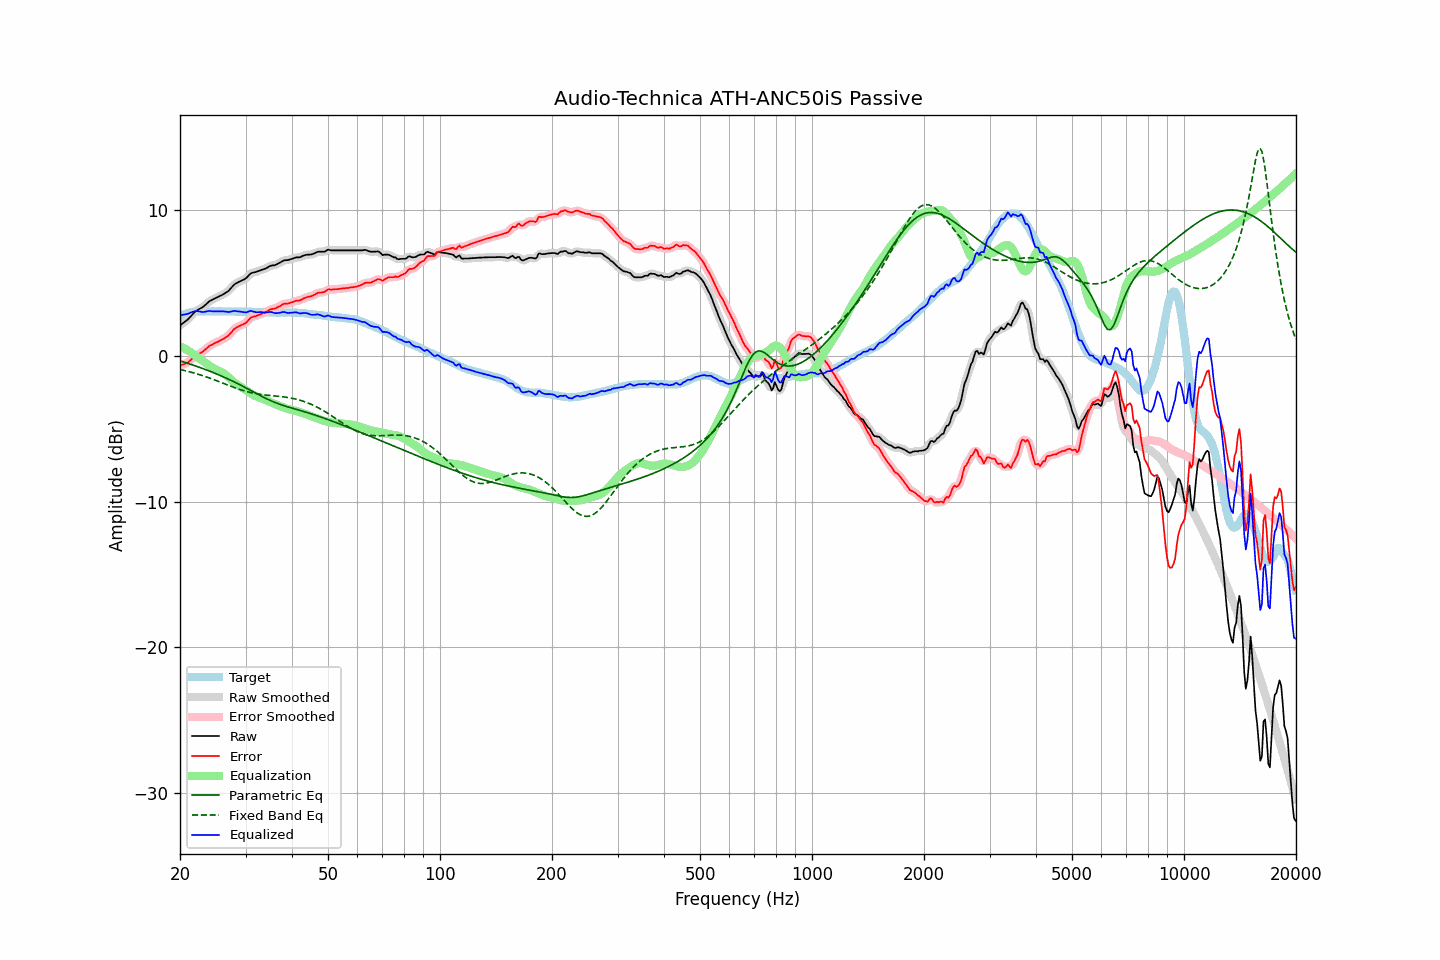 Audio-Technica ATH-ANC50iS Passive
Amplitude (dBr)
10
0
−10
−20
−30
Target
Raw Smoothed
Error Smoothed
Raw
Error
Equalization
Parametric Eq
Fixed Band Eq
Equalized
20 50 100 200 500 1000 2000 5000 10000 20000
Frequency (Hz)